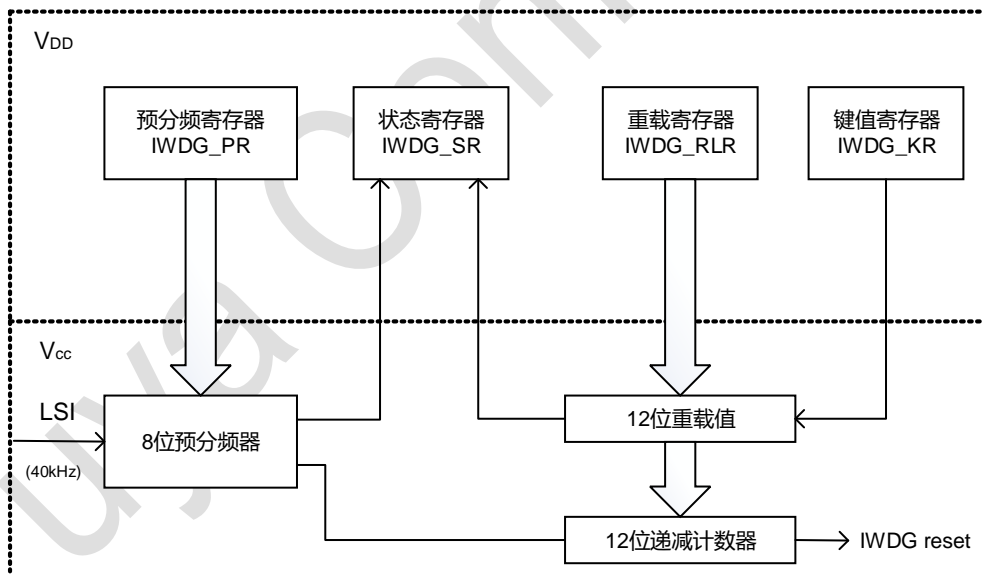 VDD
预分频寄存器
IWDG_PR
状态寄存器
IWDG_SR
重载寄存器
IWDG_RLR
键值寄存器
IWDG_KR
Vcc
LSI
(40kHz)
8位预分频器
12位重载值
12位递减计数器
IWDG reset